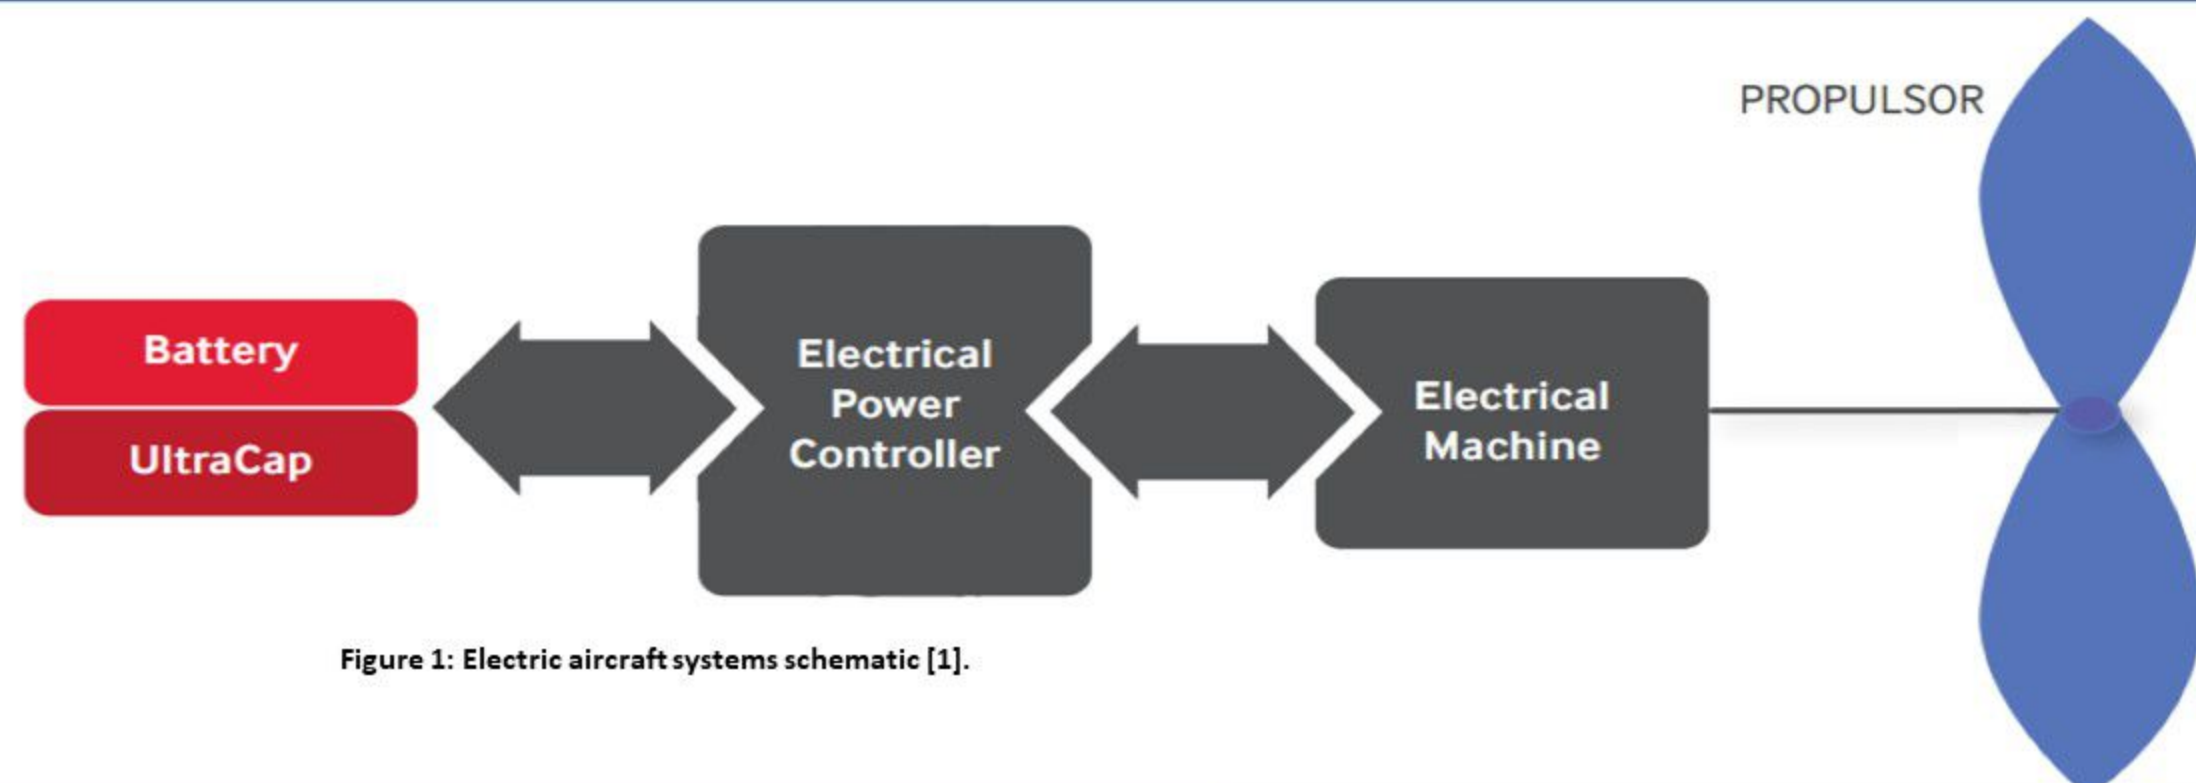 PROPULSOR
Battery
UltraCap
Electrical
Power
Controller
Electrical
Machine
Figure 1: Electric aircraft systems schematic [1].